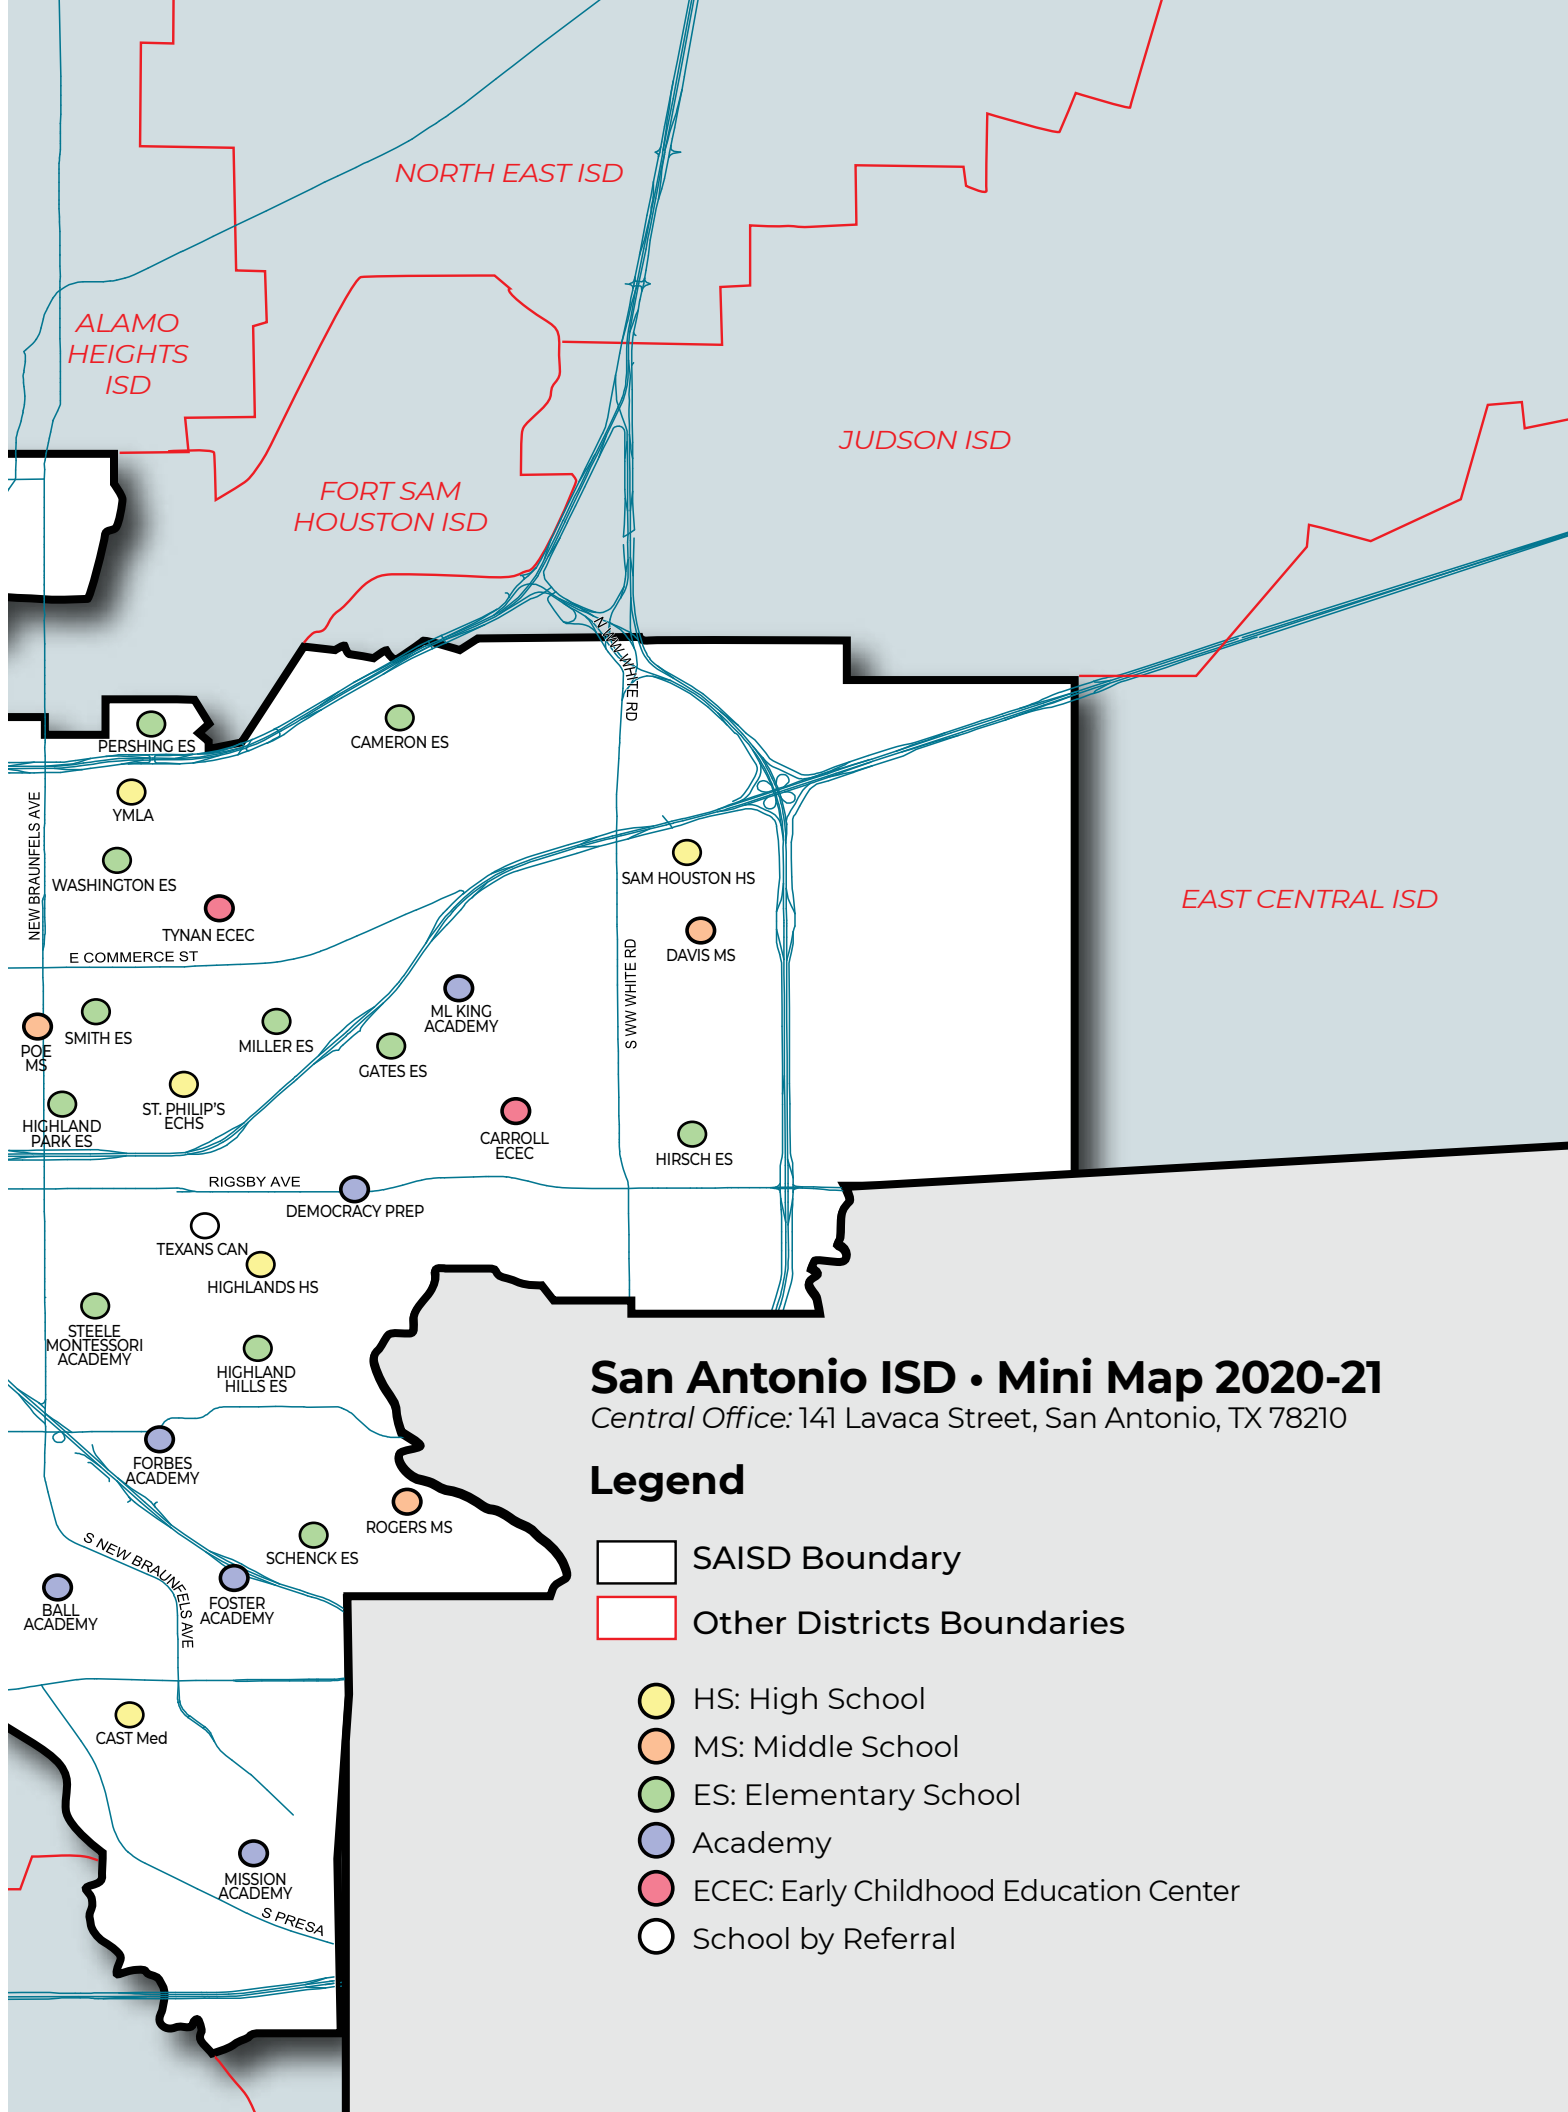 NORTH EAST ISD
ALAMO
HEIGHTS
ISD
JUDSON ISD
FORT SAM
HOUSTON ISD
N WW WHITE RD
PERSHING ES
CAMERON ES
YMLA
NEW BRAUNFELS AVE
WASHINGTON ES
SAM HOUSTON HS
EAST CENTRAL ISD
TYNAN ECEC
E COMMERCE ST
DAVIS MS
S WW WHITE RD
ML KING
ACADEMY
SMITH ES
POE
MS
MILLER ES
GATES ES
ST. PHILIP'S
ECHS
HIGHLAND
PARK ES
CARROLL
ECEC
HIRSCH ES
RIGSBY AVE
DEMOCRACY PREP
TEXANS CAN
HIGHLANDS HS
STEELE
MONTESSORI
ACADEMY
HIGHLAND
HILLS ES
FORBES
ACADEMY
ROGERS MS
SCHENCK ES
S NEW BRAUNFELS AVE
FOSTER
ACADEMY
BALL
ACADEMY
CAST Med
MISSION
ACADEMY
S PRESA
San Antonio ISD • Mini Map 2020-21
Central Office: 141 Lavaca Street, San Antonio, TX 78210
Legend
SAISD Boundary
Other Districts Boundaries
HS: High School
MS: Middle School
ES: Elementary School
Academy
ECEC: Early Childhood Education Center
School by Referral